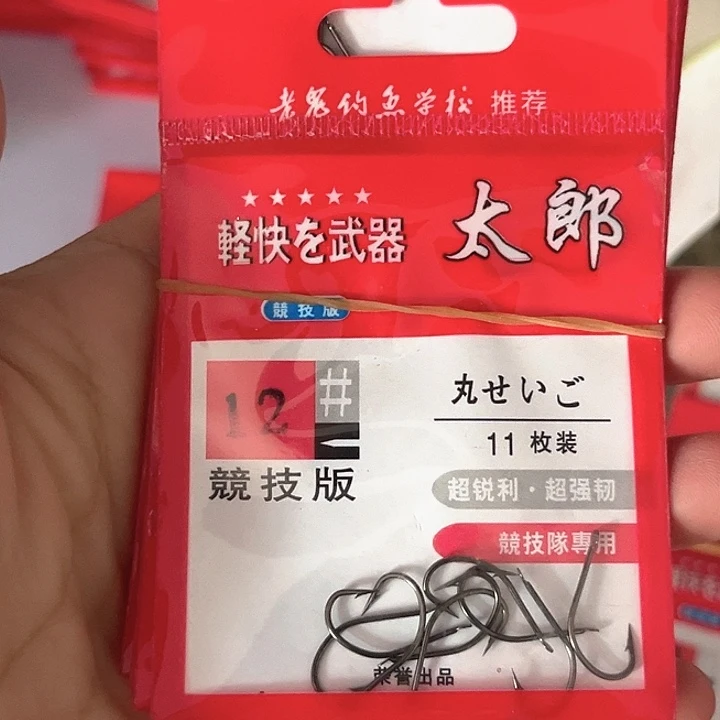 老鬼钓鱼学校 推荐
★★★★★
軽快を武器 太郎
競技版
12 #
競技版
丸せいご
11 枚装
超锐利·超强韧
競技隊專用
荣誉出品